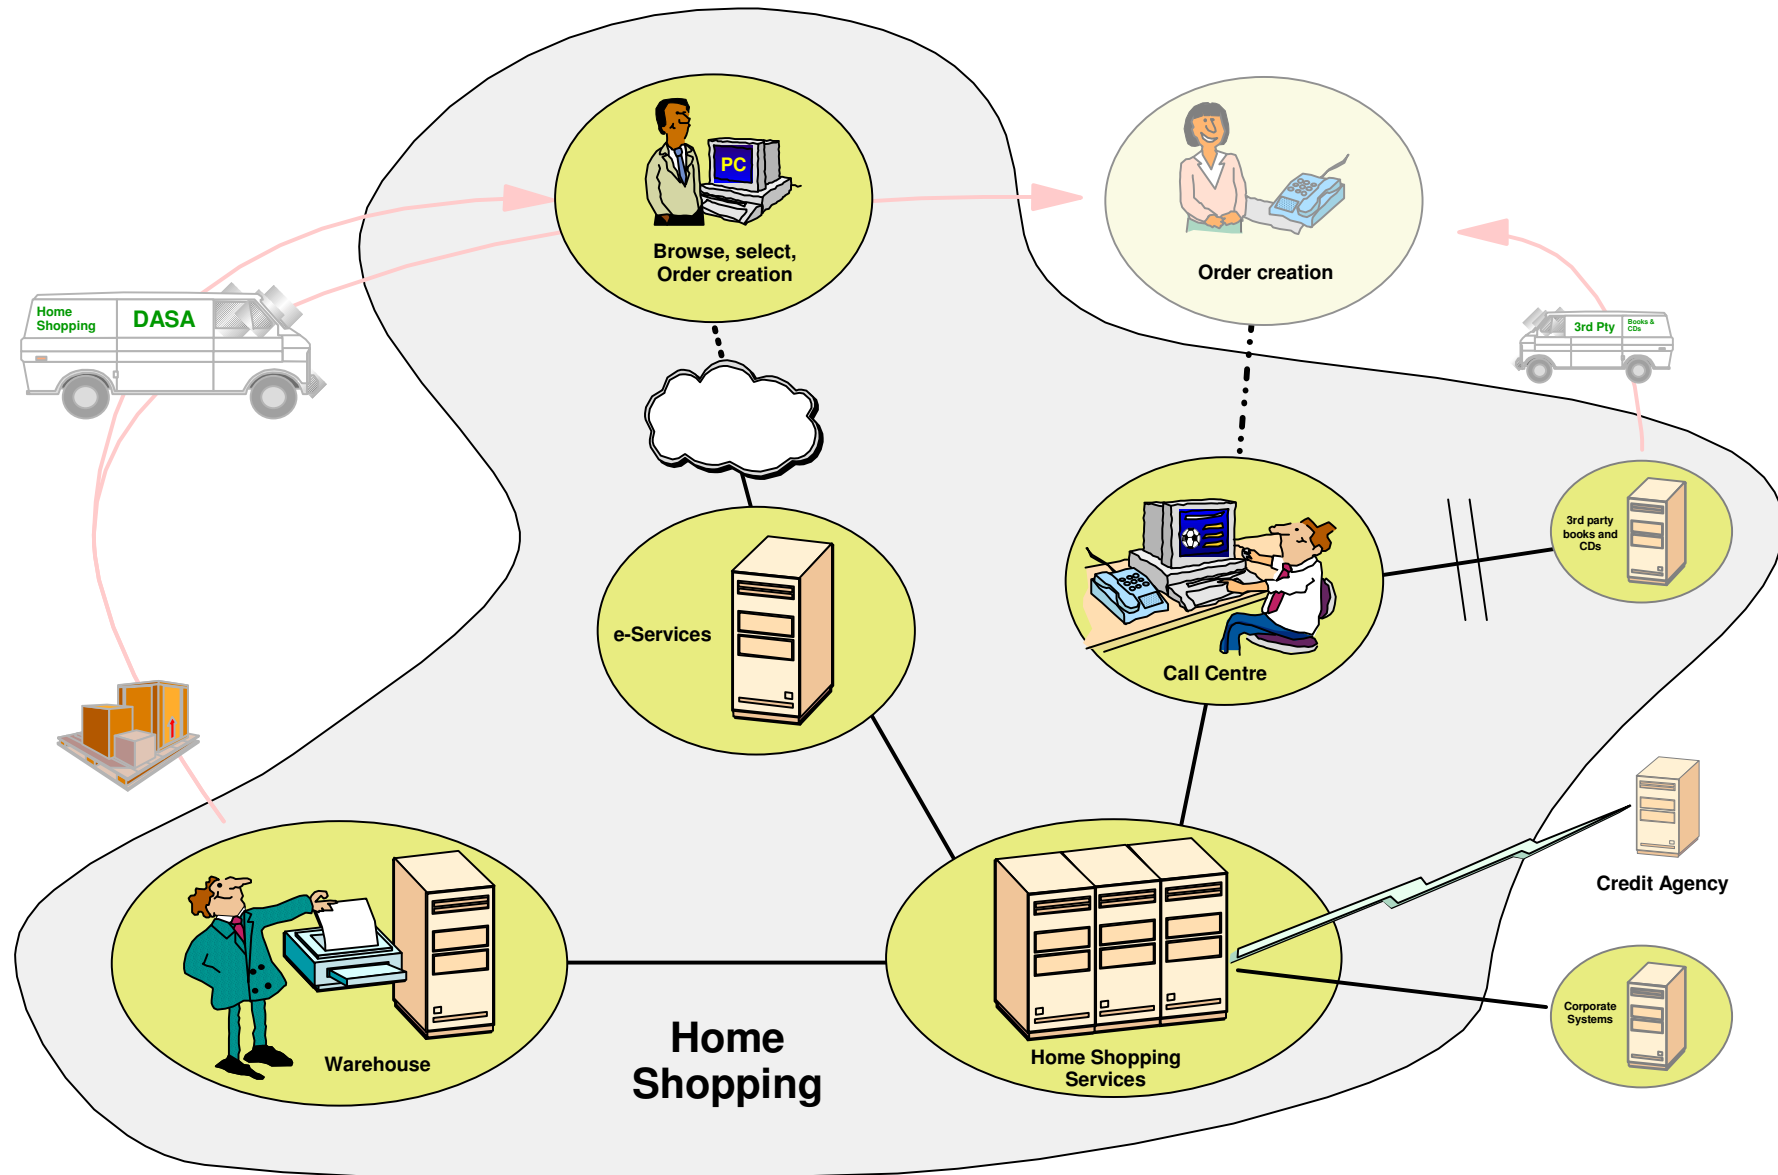 PC
Browse, select,
Order creation
Order creation
Home
Shopping
DASA
3rd Pty
Books &
CDs
3rd party
books and
CDs
e-Services
Call Centre
Credit Agency
Corporate
Systems
Warehouse
Home
Shopping
Home Shopping
Services